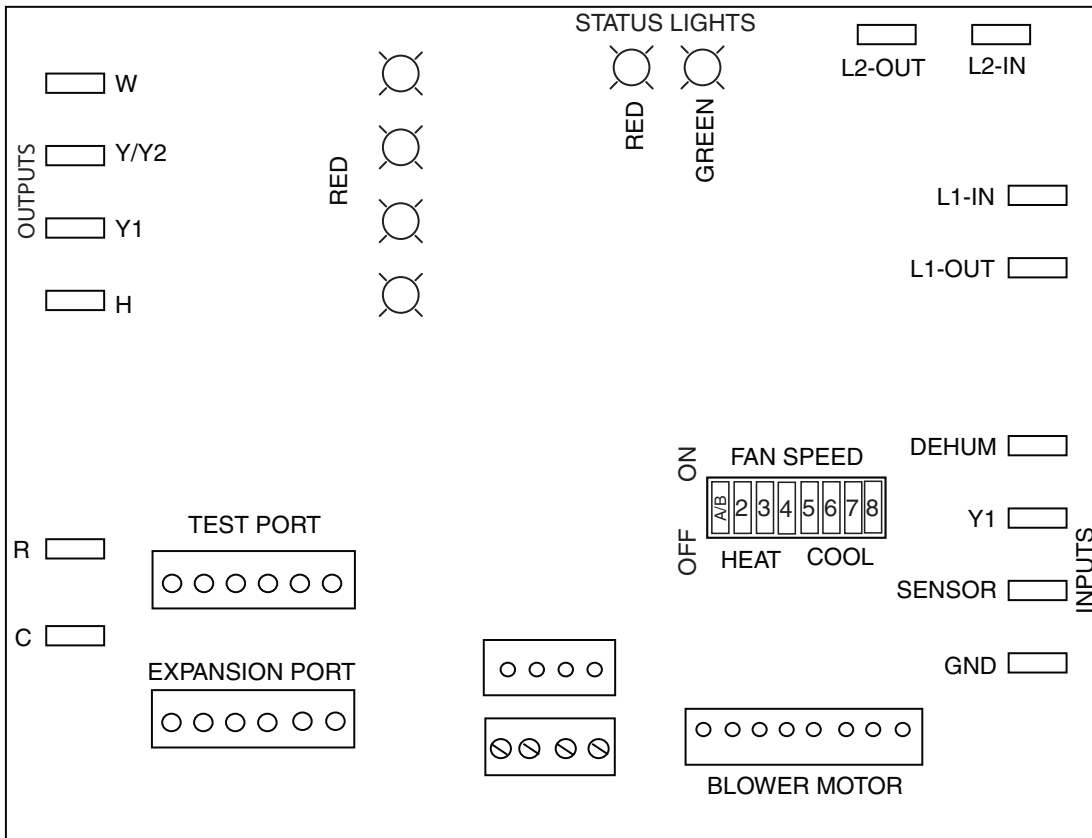 STATUS LIGHTS
RED
GREEN
L2-OUT
L2-IN
OUTPUTS
W
Y/Y2
Y1
H
RED
L1-IN
L1-OUT
ON
OFF
FAN SPEED
A/B 2 3 4 5 6 7 8
HEAT COOL
DEHUM
Y1
SENSOR
GND
INPUTS
R
C
TEST PORT
EXPANSION PORT
BLOWER MOTOR